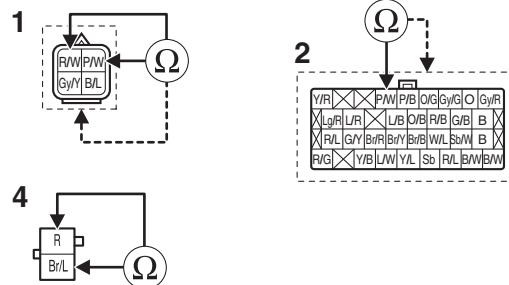 1
R/W P/W
Gy/Y B/L
Ω
2
Ω
Y/R P/W P/B O/G Gy/G O Gy/R
Lg/R L/R L/B O/B R/B G/B B
R/L G/Y Br/R Br/Y Br/B W/L Sb/W B
R/G Y/B L/W Y/L Sb R/L B/W B/W
4
R
Br/L
Ω